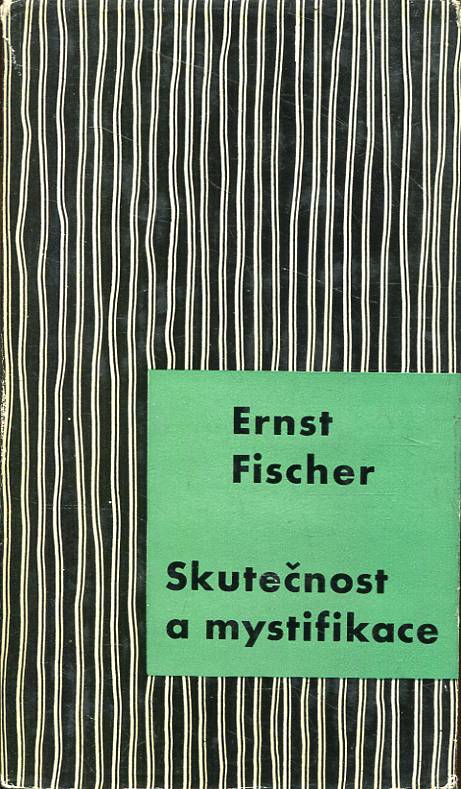 Ernst
Fischer
Skutečnost
a mystifikace